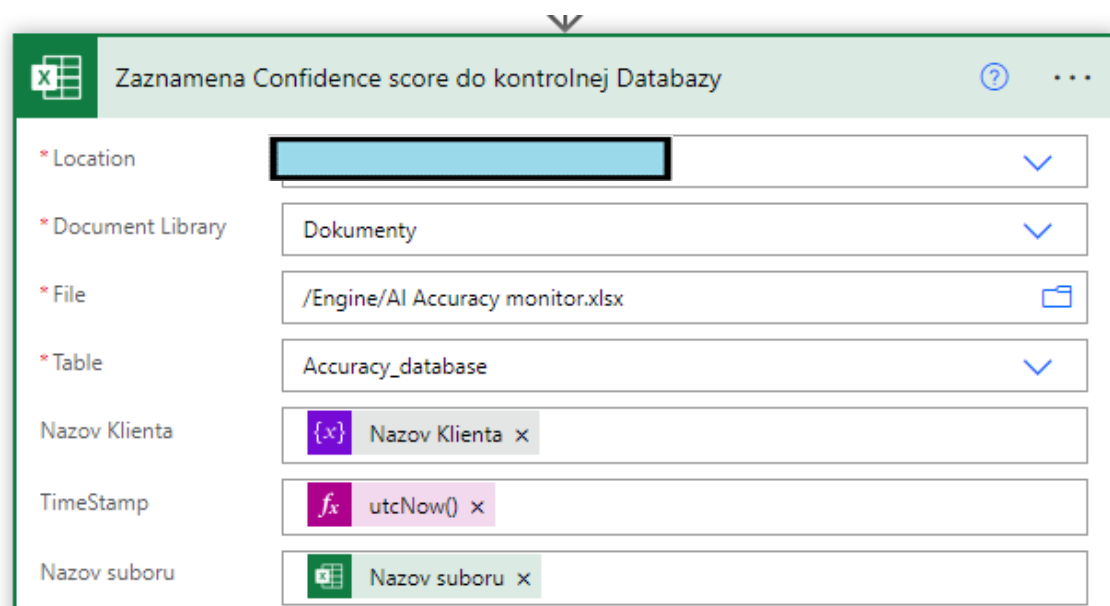 Zaznamena Confidence score do kontrolnej Databazy
* Location
* Document Library Dokumenty
* File /Engine/AI Accuracy monitor.xlsx
* Table Accuracy_database
Nazov Klienta {x} Nazov Klienta ×
TimeStamp fx utcNow() ×
Nazov suboru Nazov suboru ×